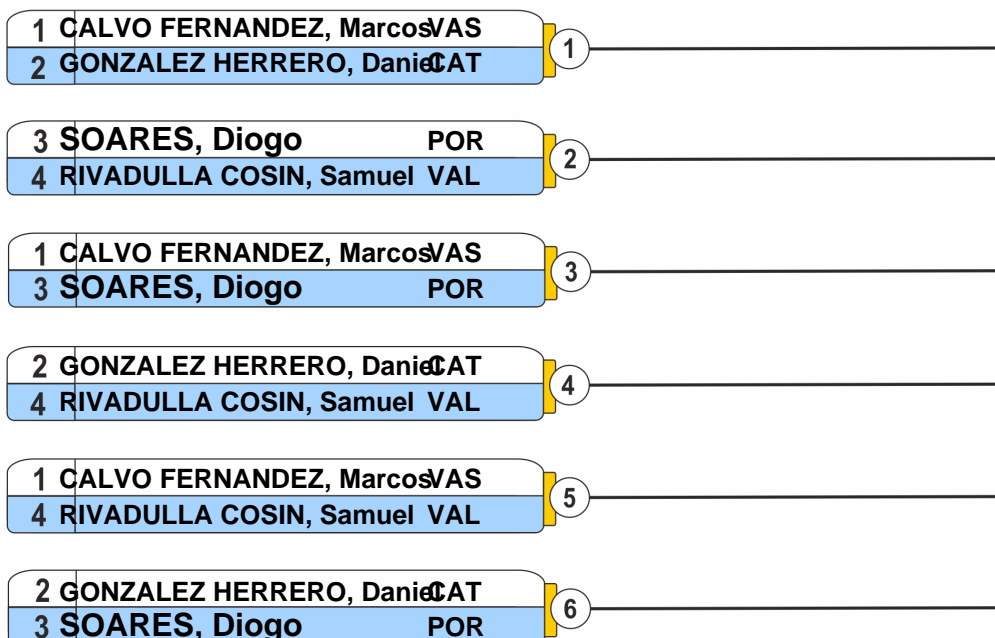 1 CALVO FERNANDEZ, Marcos VAS
2 GONZALEZ HERRERO, Daniel CAT
1
3 SOARES, Diogo POR
4 RIVADULLA COSIN, Samuel VAL
2
1 CALVO FERNANDEZ, Marcos VAS
3 SOARES, Diogo POR
3
2 GONZALEZ HERRERO, Daniel CAT
4 RIVADULLA COSIN, Samuel VAL
4
1 CALVO FERNANDEZ, Marcos VAS
4 RIVADULLA COSIN, Samuel VAL
5
2 GONZALEZ HERRERO, Daniel CAT
3 SOARES, Diogo POR
6